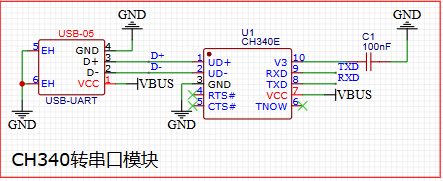 USB-05
5 EH
6 EH
GND 4
D+ 3
D- 2
VCC 1
USB-UART
GND
GND
D+
D-
VBUS
U1
CH340E
1 UD+
2 UD-
3 GND
4 RTS#
5 CTS#
V3 10
RXD 9
TXD 8
VCC 7
TNOW 6
GND
TXD
RXD
VBUS
C1
100nF
GND
CH340转串口模块